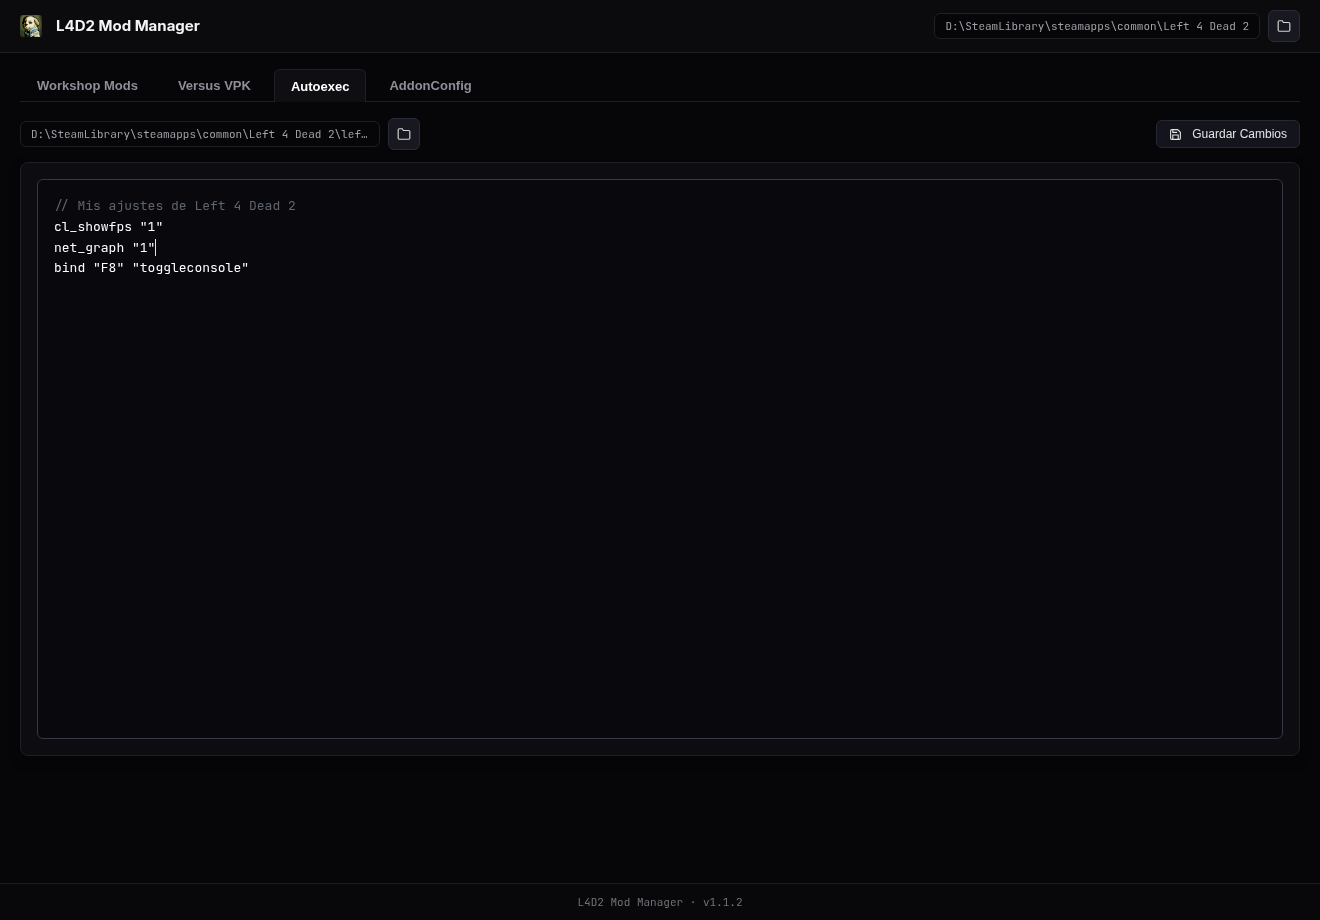 L4D2 Mod Manager
D:\SteamLibrary\steamapps\common\Left 4 Dead 2
Workshop Mods
Versus VPK
Autoexec
AddonConfig
D:\SteamLibrary\steamapps\common\Left 4 Dead 2\lef…
Guardar Cambios
// Mis ajustes de Left 4 Dead 2
cl_showfps "1"
net_graph "1"
bind "F8" "toggleconsole"
L4D2 Mod Manager · v1.1.2